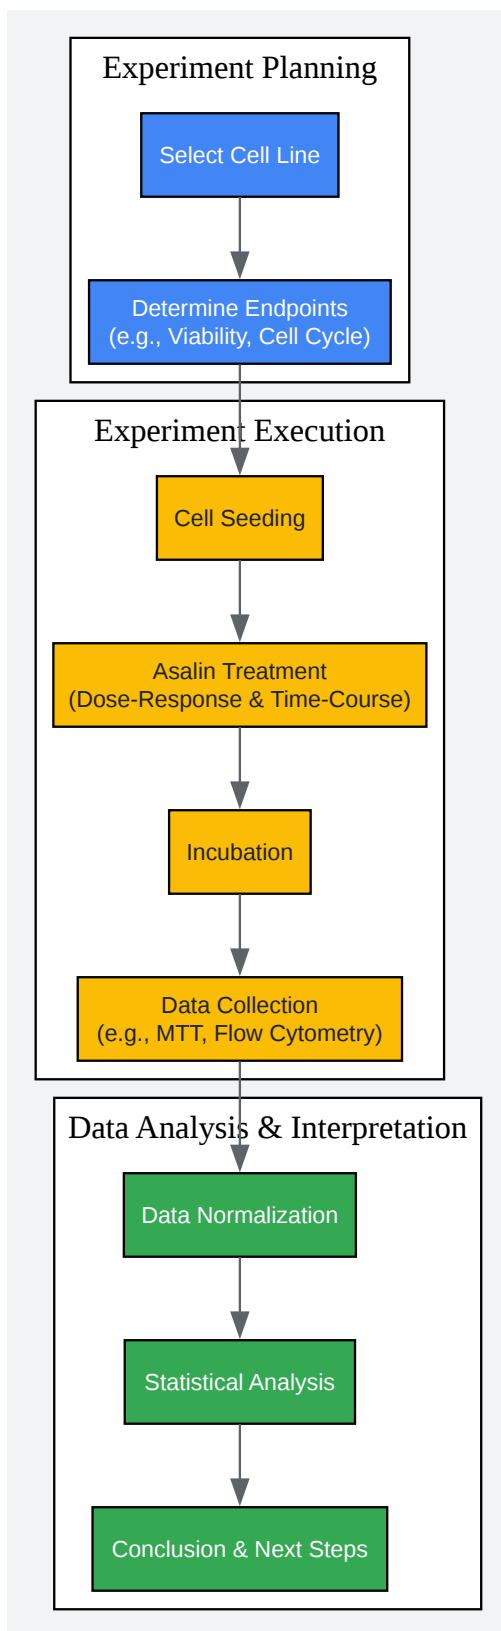 Experiment Planning
Select Cell Line
Determine Endpoints
(e.g., Viability, Cell Cycle)
Experiment Execution
Cell Seeding
Asalin Treatment
(Dose-Response & Time-Course)
Incubation
Data Collection
(e.g., MTT, Flow Cytometry)
Data Analysis & Interpretation
Data Normalization
Statistical Analysis
Conclusion & Next Steps